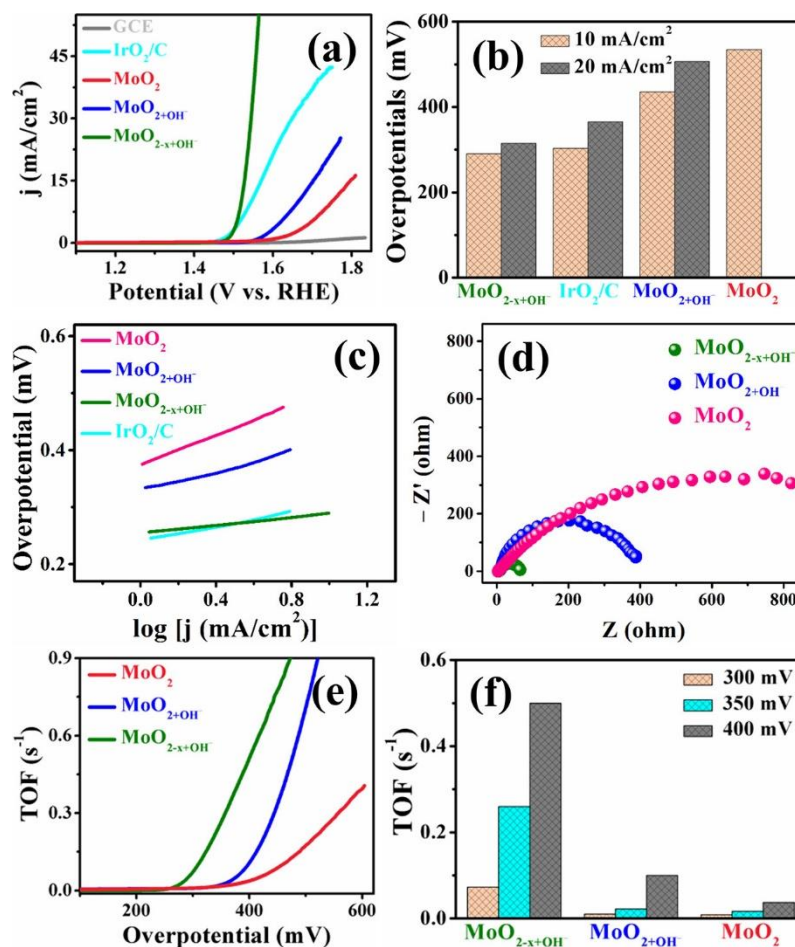 (a)
GCE
IrO₂/C
MoO₂
MoO₂₊OH⁻
MoO₂₋ₓ₊OH⁻
j (mA/cm²)
45
30
15
0
1.2
1.4
1.6
1.8
Potential (V vs. RHE)
(b)
10 mA/cm²
20 mA/cm²
Overpotentials (mV)
600
400
200
0
MoO₂₋ₓ₊OH⁻
IrO₂/C
MoO₂₊OH⁻
MoO₂
(c)
MoO₂
MoO₂₊OH⁻
MoO₂₋ₓ₊OH⁻
IrO₂/C
Overpotential (mV)
0.6
0.4
0.2
0.0
0.4
0.8
1.2
log [j (mA/cm²)]
(d)
MoO₂₋ₓ₊OH⁻
MoO₂₊OH
MoO₂
– Z' (ohm)
800
600
400
200
0
0
200
400
600
800
Z (ohm)
(e)
MoO₂
MoO₂₊OH⁻
MoO₂₋ₓ₊OH⁻
TOF (s⁻¹)
0.9
0.6
0.3
0.0
200
400
600
Overpotential (mV)
(f)
300 mV
350 mV
400 mV
TOF (s⁻¹)
0.6
0.4
0.2
0.0
MoO₂₋ₓ₊OH⁻
MoO₂₊OH⁻
MoO₂